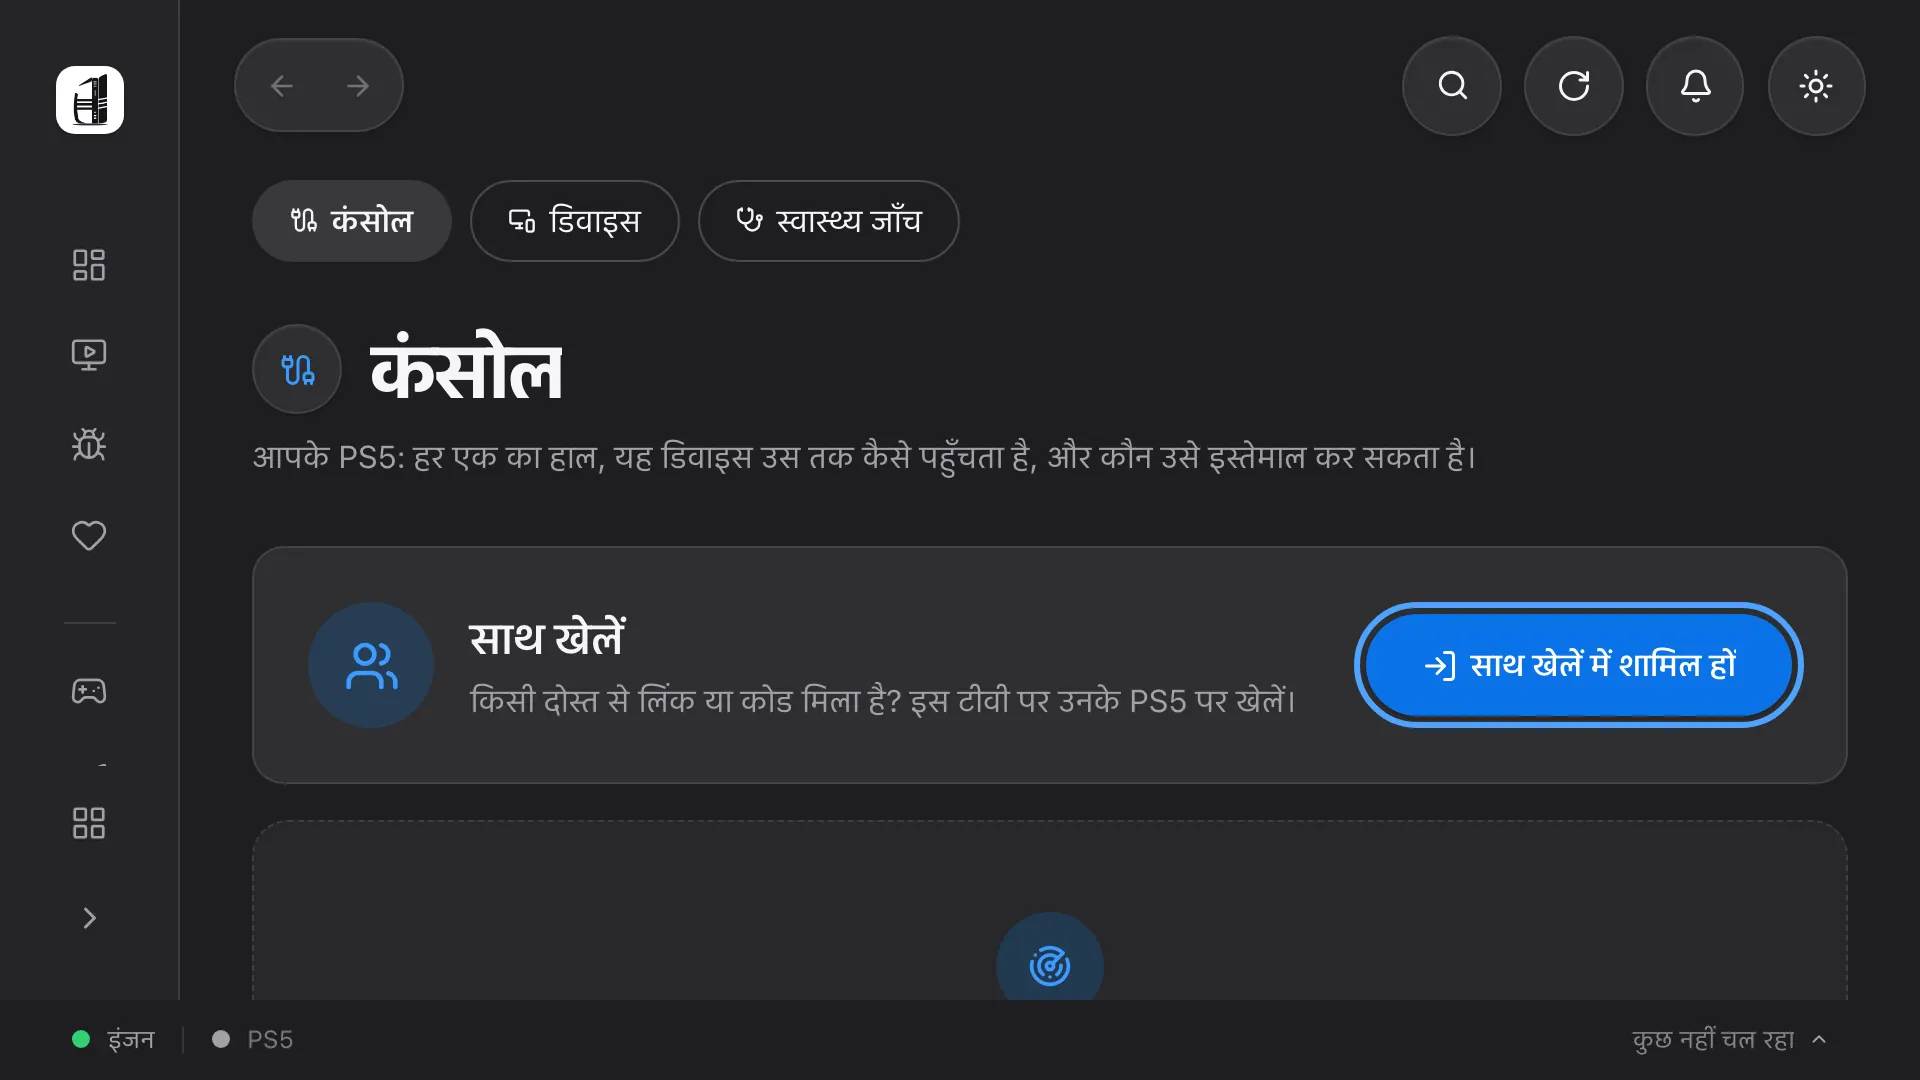 कंसोल
डिवाइस
स्वास्थ्य जाँच
कंसोल
आपके PS5: हर एक का हाल, यह डिवाइस उस तक कैसे पहुँचता है, और कौन उसे इस्तेमाल कर सकता है।
साथ खेलें
किसी दोस्त से लिंक या कोड मिला है? इस टीवी पर उनके PS5 पर खेलें।
साथ खेलें में शामिल हों
इंजन
PS5
कुछ नहीं चल रहा